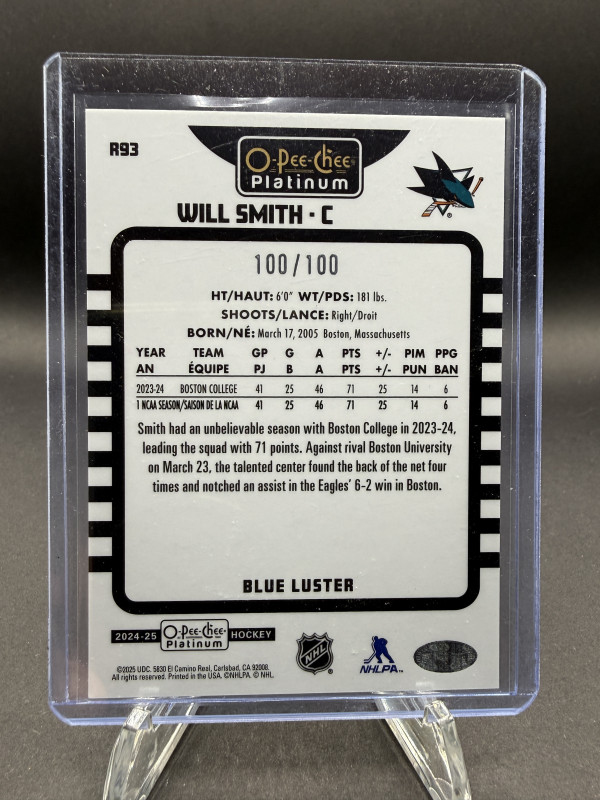 R93
O-Pee-Chee
Platinum
WILL SMITH · C
100/100
HT/HAUT: 6'0" WT/PDS: 181 lbs.
SHOOTS/LANCE: Right/Droit
BORN/NÉ: March 17, 2005 Boston, Massachusetts
YEAR TEAM GP G A PTS +/- PIM PPG
AN ÉQUIPE PJ B A PTS +/- PUN BAN
2023-24 BOSTON COLLEGE 41 25 46 71 25 14 6
1 NCAA SEASON/SAISON DE LA NCAA 41 25 46 71 25 14 6
Smith had an unbelievable season with Boston College in 2023-24,
leading the squad with 71 points. Against rival Boston University
on March 23, the talented center found the back of the net four
times and notched an assist in the Eagles' 6-2 win in Boston.
BLUE LUSTER
2024-25 O-Pee-Chee Platinum HOCKEY
NHL
NHLPA
©2025 UDC. 5830 El Camino Real, Carlsbad, CA 92008.
All rights reserved. Printed in the USA. ©NHLPA. © NHL.